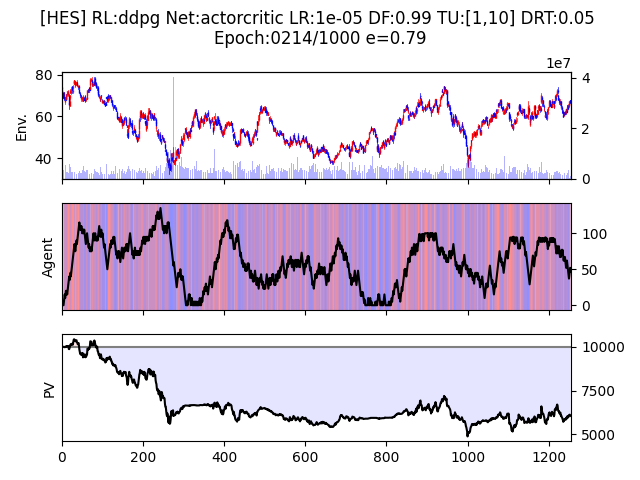 [HES] RL:ddpg Net:actorcritic LR:1e-05 DF:0.99 TU:[1,10] DRT:0.05
Epoch:0214/1000 e=0.79
1e7
80
60
40
Env.
4
2
0
Agent
100
50
0
PV
10000
7500
5000
0 200 400 600 800 1000 1200